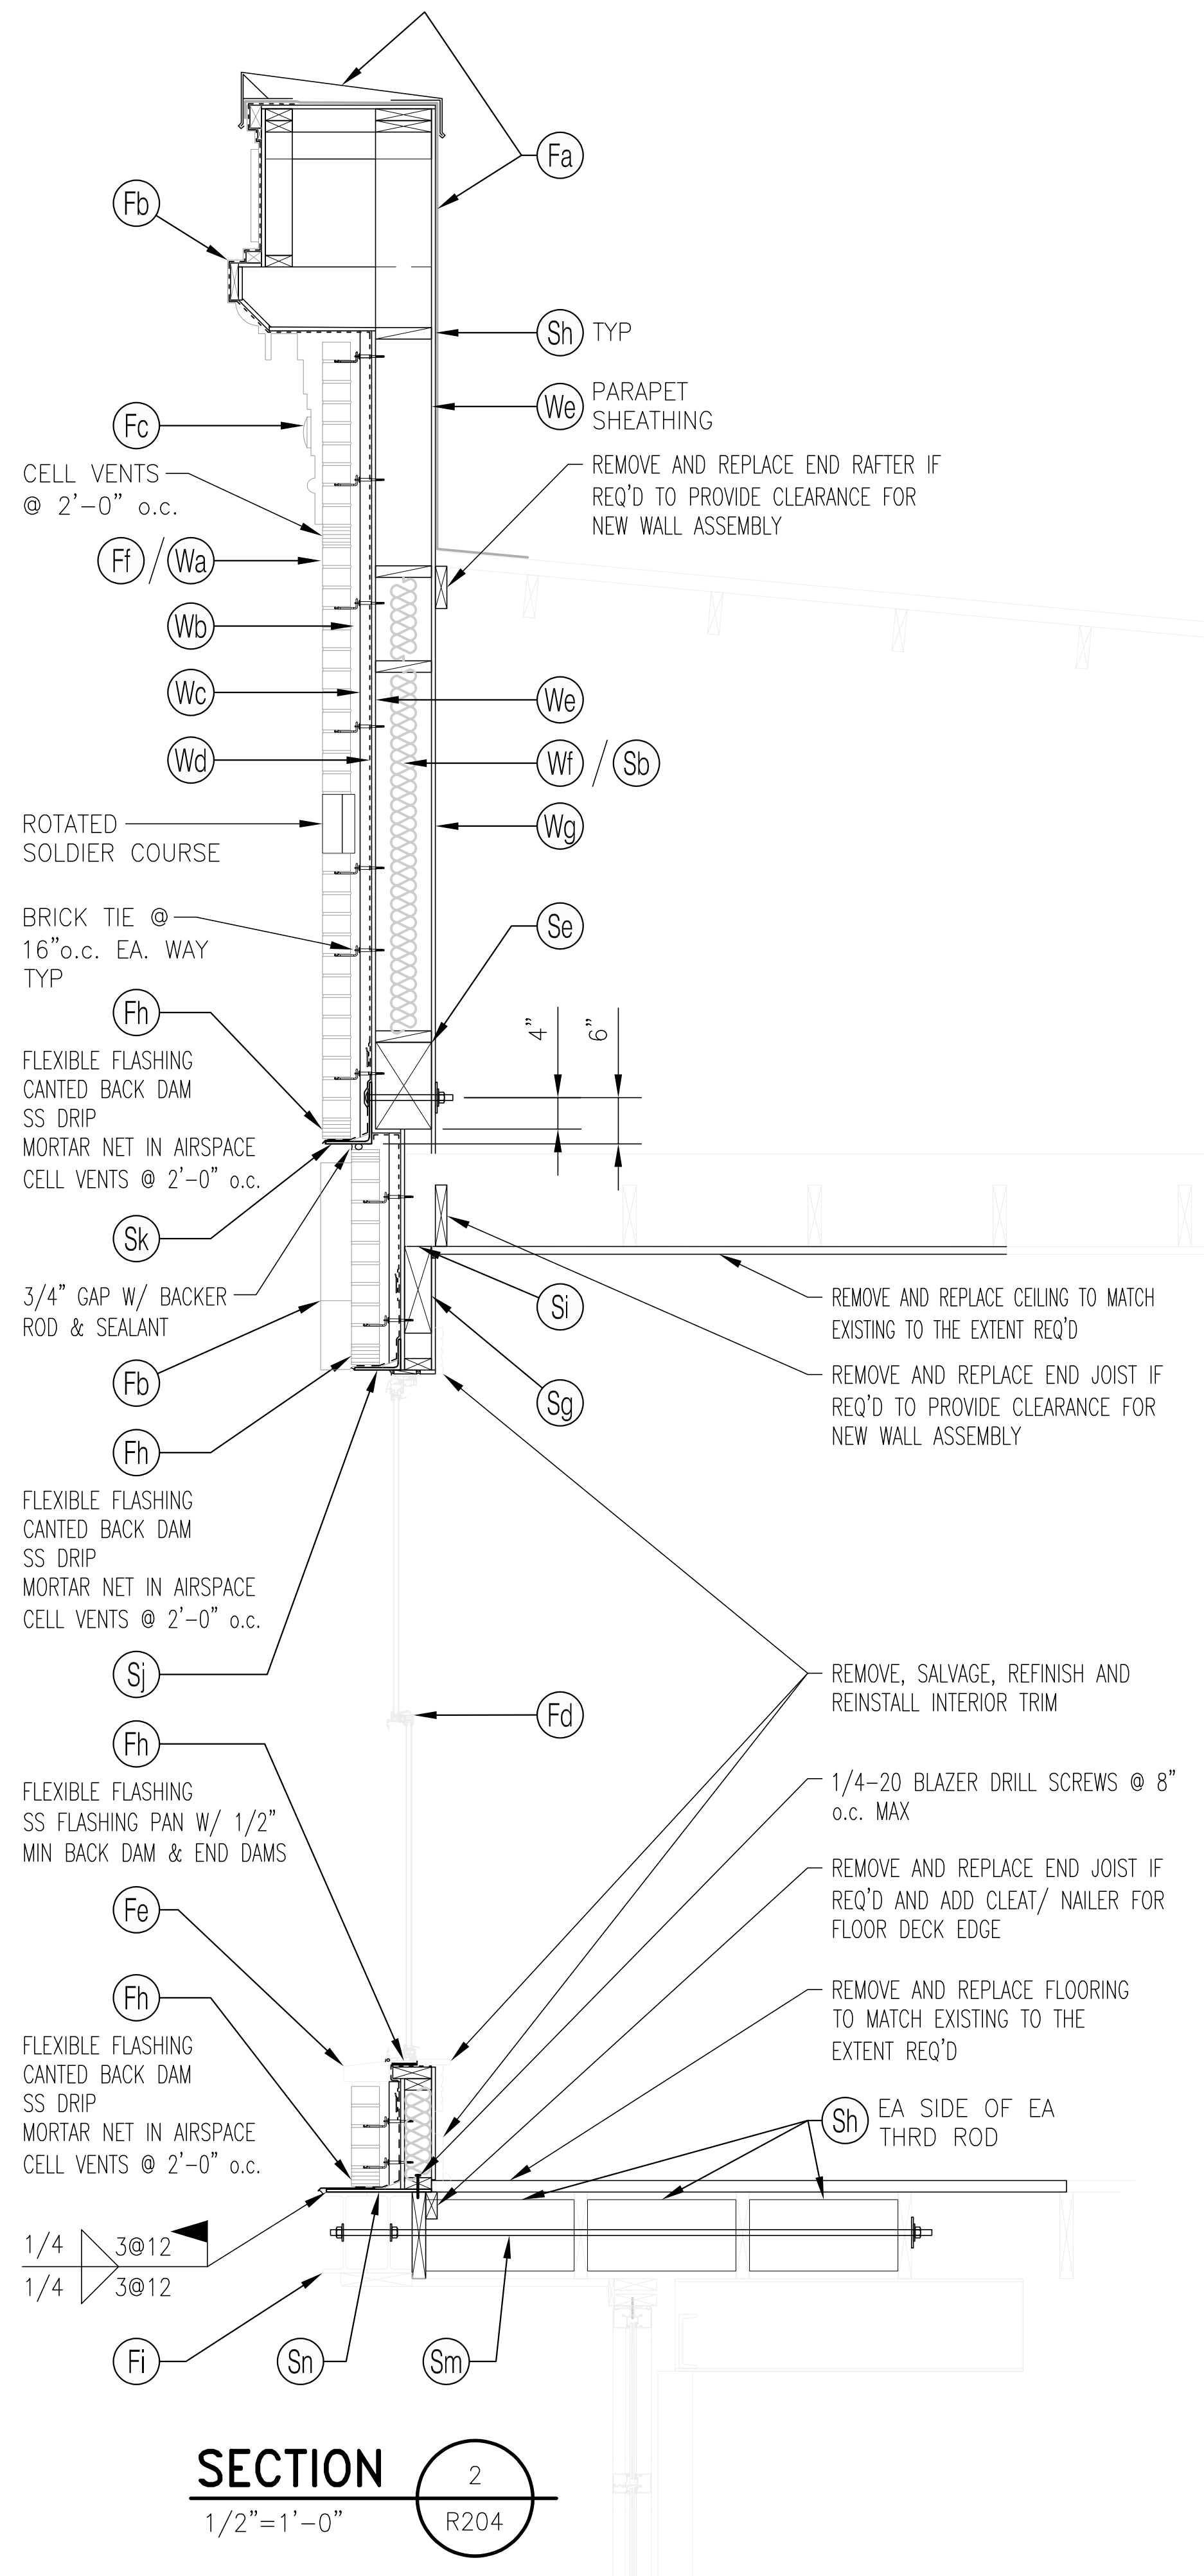 Fa
Fb
Sh TYP
We PARAPET
SHEATHING
Fc
CELL VENTS
@ 2'-0" o.c.
REMOVE AND REPLACE END RAFTER IF
REQ'D TO PROVIDE CLEARANCE FOR
NEW WALL ASSEMBLY
Ff / Wa
Wb
Wc
We
Wd
Wf / Sb
ROTATED
SOLDIER COURSE
Wg
BRICK TIE @
16"o.c. EA. WAY
TYP
Se
Fh
4"
6"
FLEXIBLE FLASHING
CANTED BACK DAM
SS DRIP
MORTAR NET IN AIRSPACE
CELL VENTS @ 2'-0" o.c.
Sk
3/4" GAP W/ BACKER
ROD & SEALANT
Si
REMOVE AND REPLACE CEILING TO MATCH
EXISTING TO THE EXTENT REQ'D
Fb
Sg
REMOVE AND REPLACE END JOIST IF
REQ'D TO PROVIDE CLEARANCE FOR
NEW WALL ASSEMBLY
Fh
FLEXIBLE FLASHING
CANTED BACK DAM
SS DRIP
MORTAR NET IN AIRSPACE
CELL VENTS @ 2'-0" o.c.
Sj
REMOVE, SALVAGE, REFINISH AND
REINSTALL INTERIOR TRIM
Fd
Fh
FLEXIBLE FLASHING
SS FLASHING PAN W/ 1/2"
MIN BACK DAM & END DAMS
1/4-20 BLAZER DRILL SCREWS @ 8"
o.c. MAX
REMOVE AND REPLACE END JOIST IF
REQ'D AND ADD CLEAT/ NAILER FOR
FLOOR DECK EDGE
Fe
Fh
REMOVE AND REPLACE FLOORING
TO MATCH EXISTING TO THE
EXTENT REQ'D
FLEXIBLE FLASHING
CANTED BACK DAM
SS DRIP
MORTAR NET IN AIRSPACE
CELL VENTS @ 2'-0" o.c.
Sh EA SIDE OF EA
THRD ROD
1/4 3@12
1/4 3@12
Fi
Sn
Sm
SECTION 2
1/2"=1'-0" R204